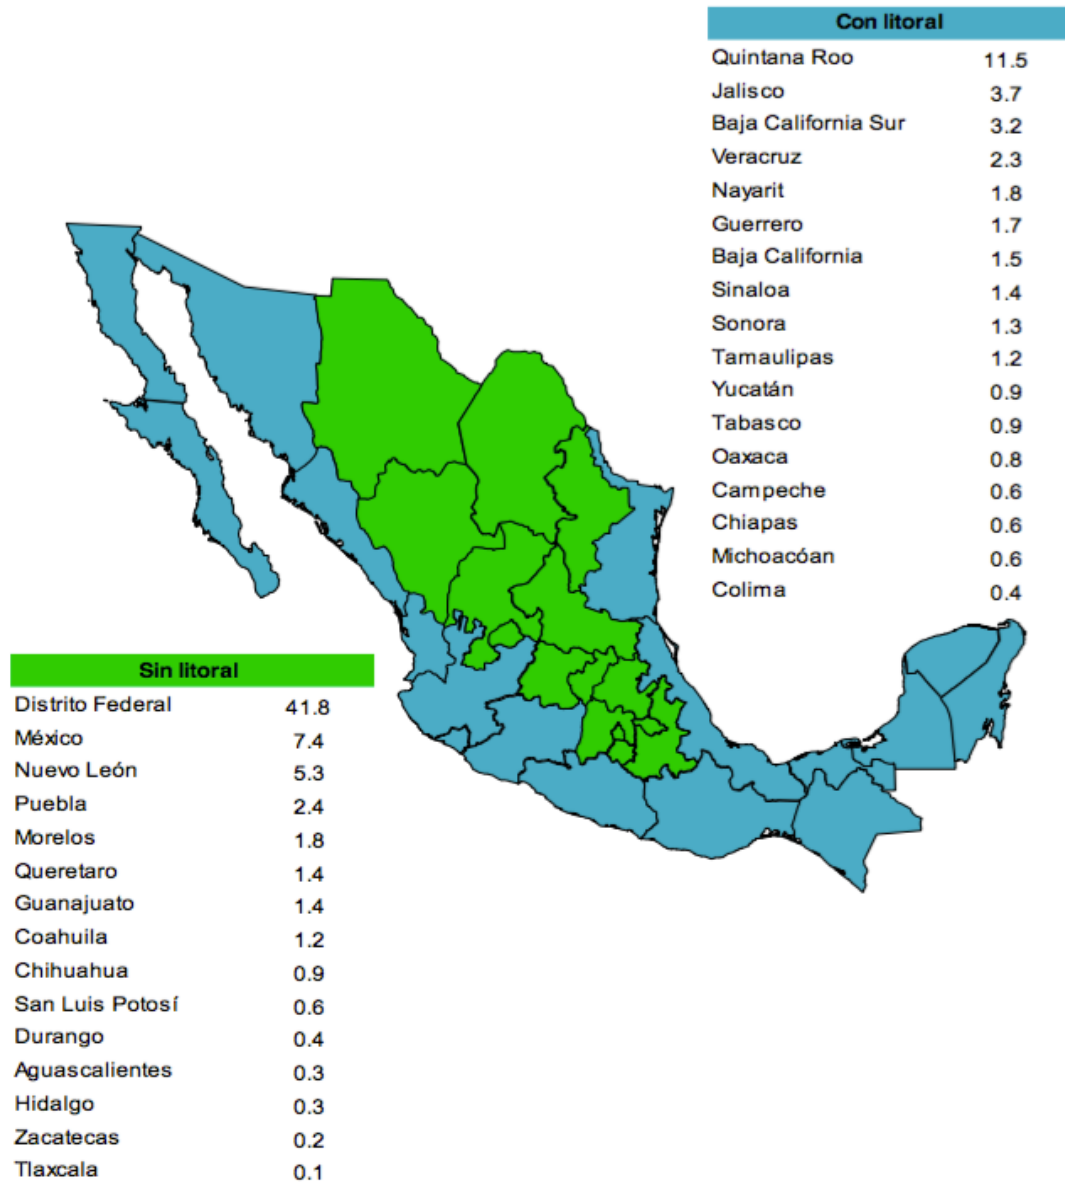 Con litoral
Quintana Roo 11.5
Jalisco 3.7
Baja California Sur 3.2
Veracruz 2.3
Nayarit 1.8
Guerrero 1.7
Baja California 1.5
Sinaloa 1.4
Sonora 1.3
Tamaulipas 1.2
Yucatán 0.9
Tabasco 0.9
Oaxaca 0.8
Campeche 0.6
Chiapas 0.6
Michoacóan 0.6
Colima 0.4
Sin litoral
Distrito Federal 41.8
México 7.4
Nuevo León 5.3
Puebla 2.4
Morelos 1.8
Queretaro 1.4
Guanajuato 1.4
Coahuila 1.2
Chihuahua 0.9
San Luis Potosí 0.6
Durango 0.4
Aguascalientes 0.3
Hidalgo 0.3
Zacatecas 0.2
Tlaxcala 0.1